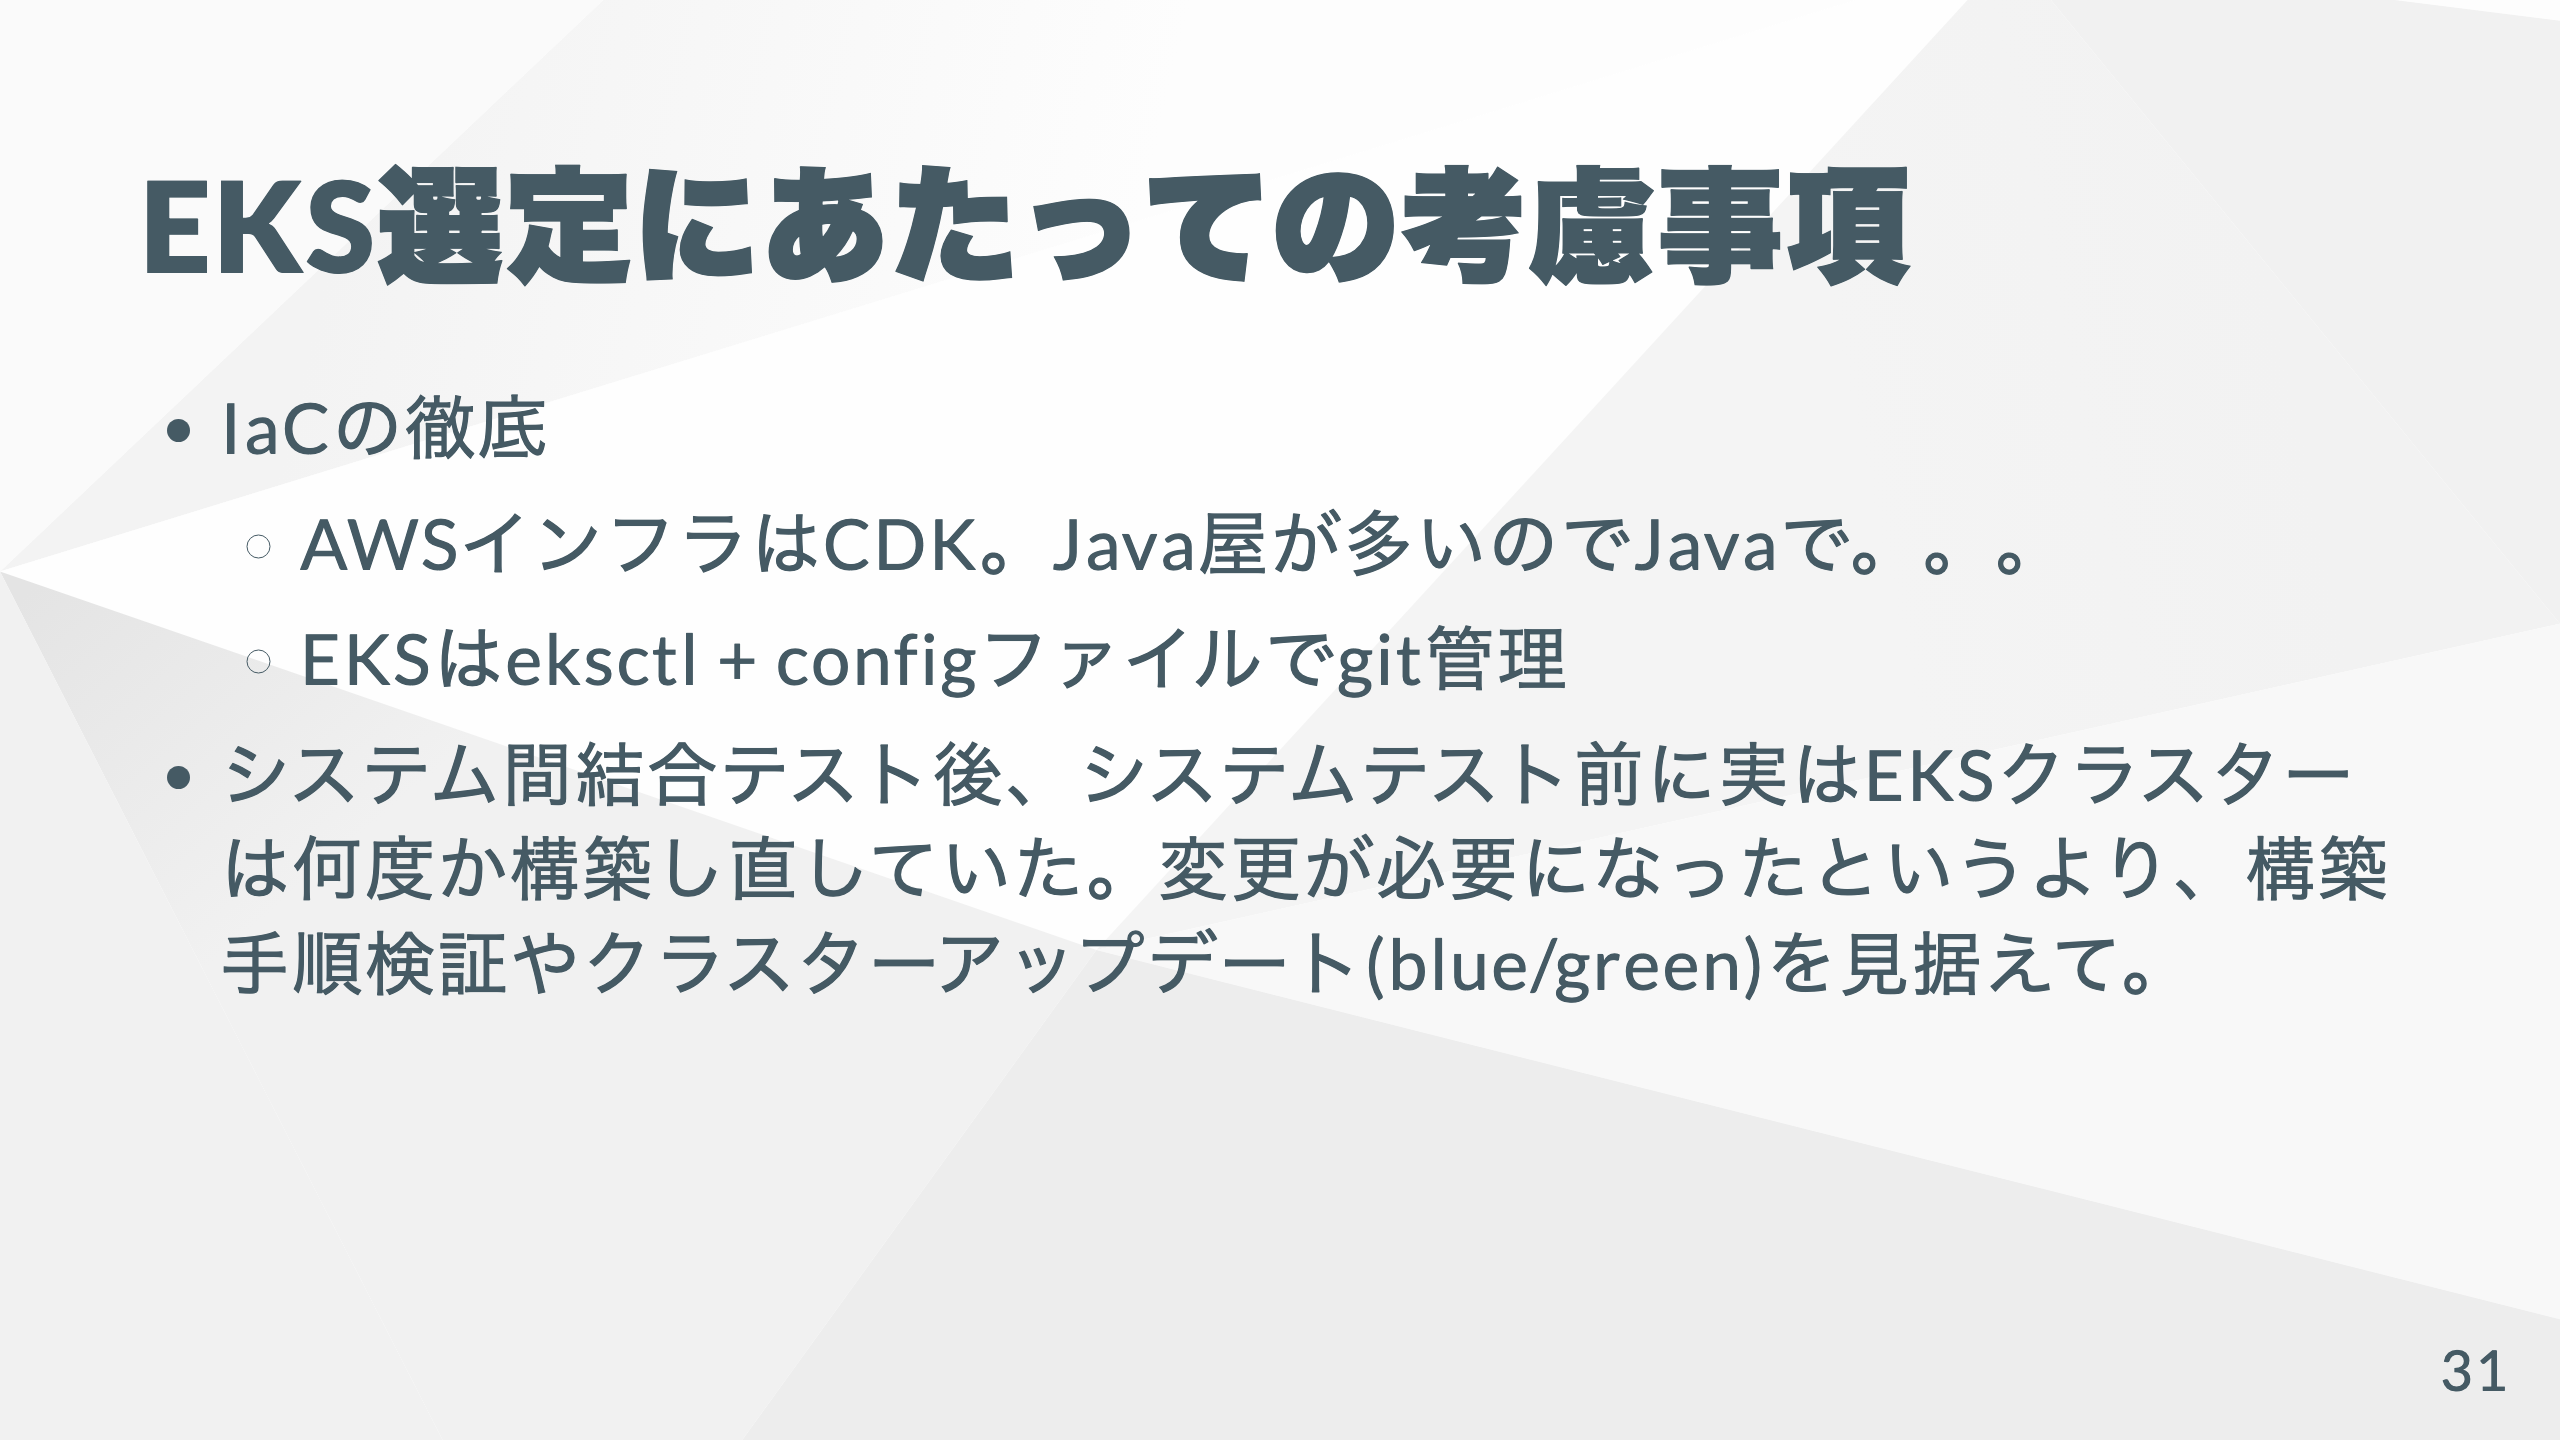 EKS選定にあたっての考慮事項
• IaCの徹底
○ AWSインフラはCDK。Java屋が多いのでJavaで。。。
○ EKSはeksctl + configファイルでgit管理
• システム間結合テスト後、システムテスト前に実はEKSクラスター
は何度か構築し直していた。変更が必要になったというより、構築
手順検証やクラスターアップデート(blue/green)を見据えて。
31